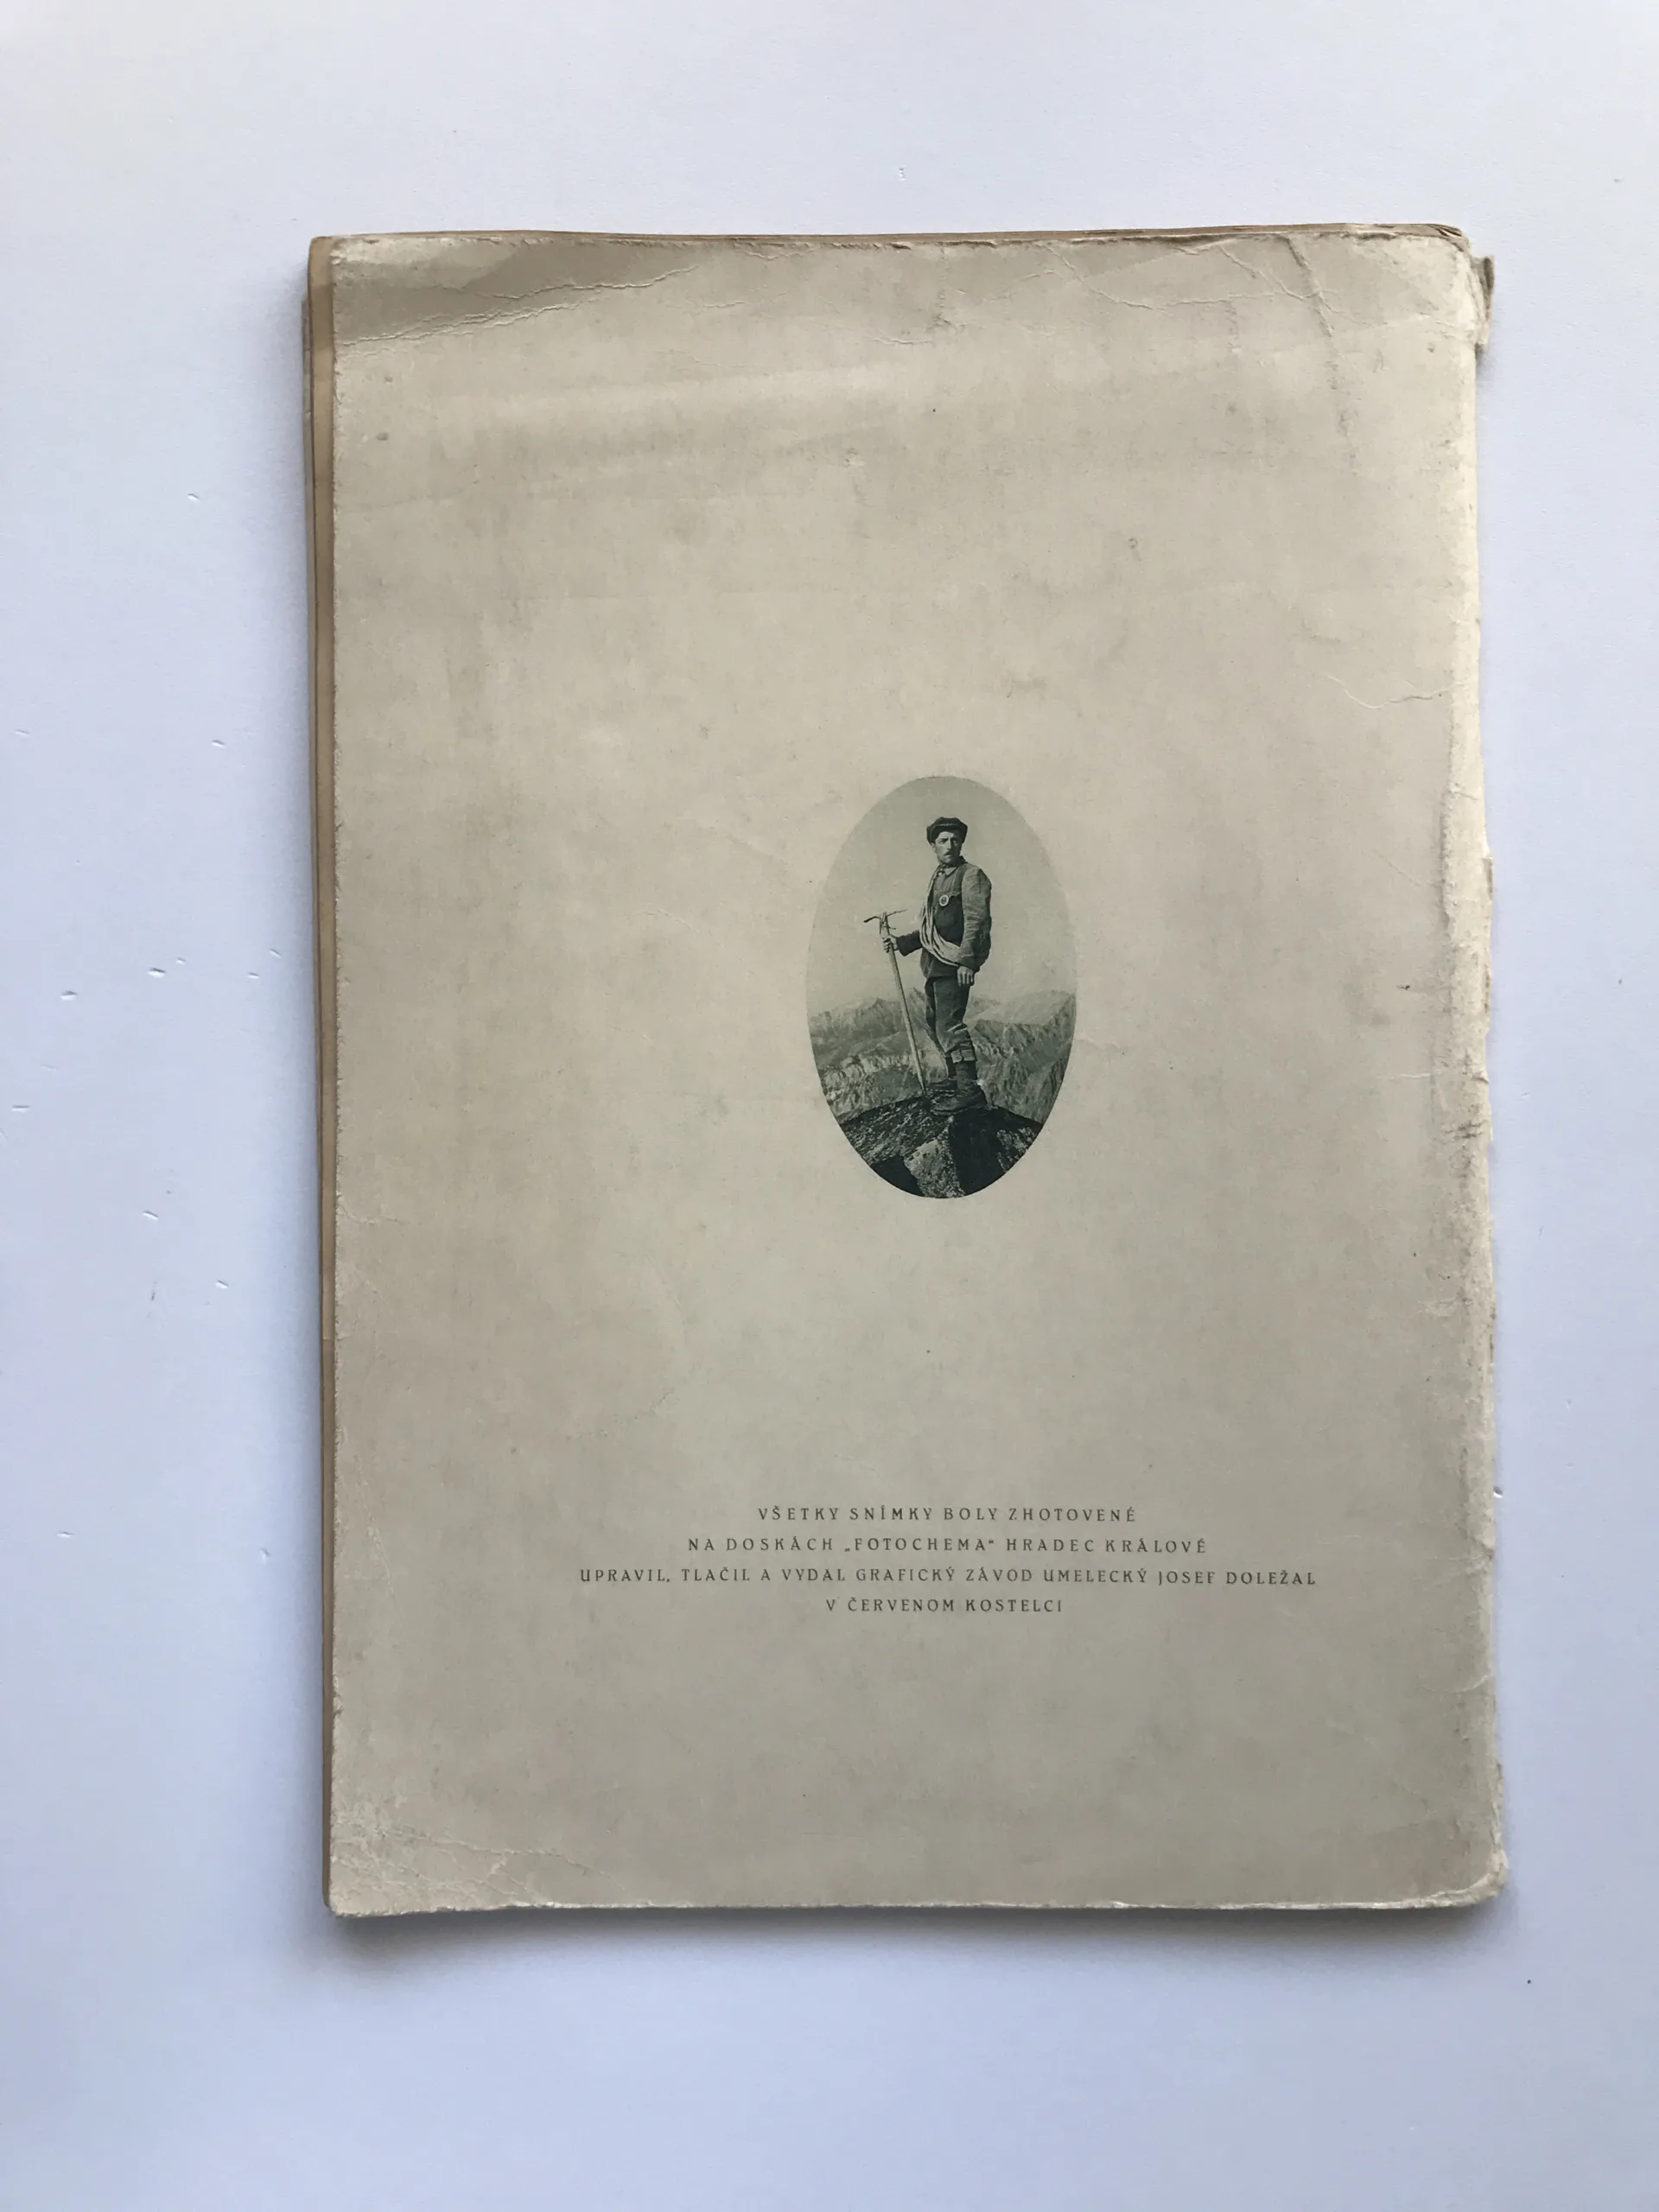 VŠETKY SNÍMKY BOLY ZHOTOVENÉ
NA DOSKÁCH „FOTOCHEMA“ HRADEC KRÁLOVÉ
UPRAVIL, TLAČIL A VYDAL GRAFICKÝ ZÁVOD UMELECKÝ JOSEF DOLEŽAL
V ČERVENOM KOSTELCI